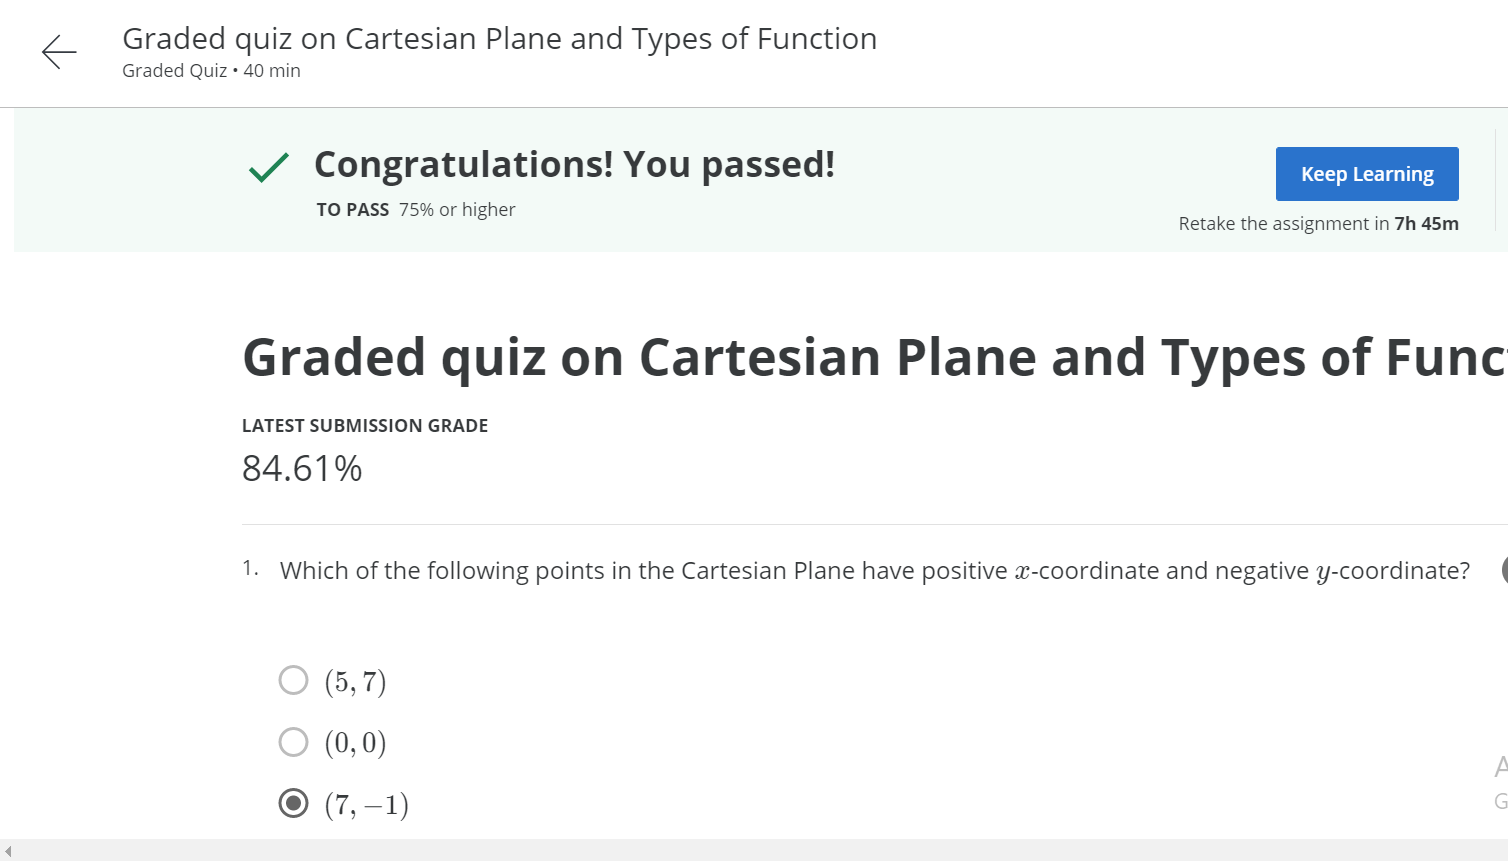 Graded quiz on Cartesian Plane and Types of Function
Graded Quiz • 40 min
Congratulations! You passed!
TO PASS 75% or higher
Keep Learning
Retake the assignment in 7h 45m
Graded quiz on Cartesian Plane and Types of Func
LATEST SUBMISSION GRADE
84.61%
1. Which of the following points in the Cartesian Plane have positive x-coordinate and negative y-coordinate?
(5, 7)
(0, 0)
(7, −1)